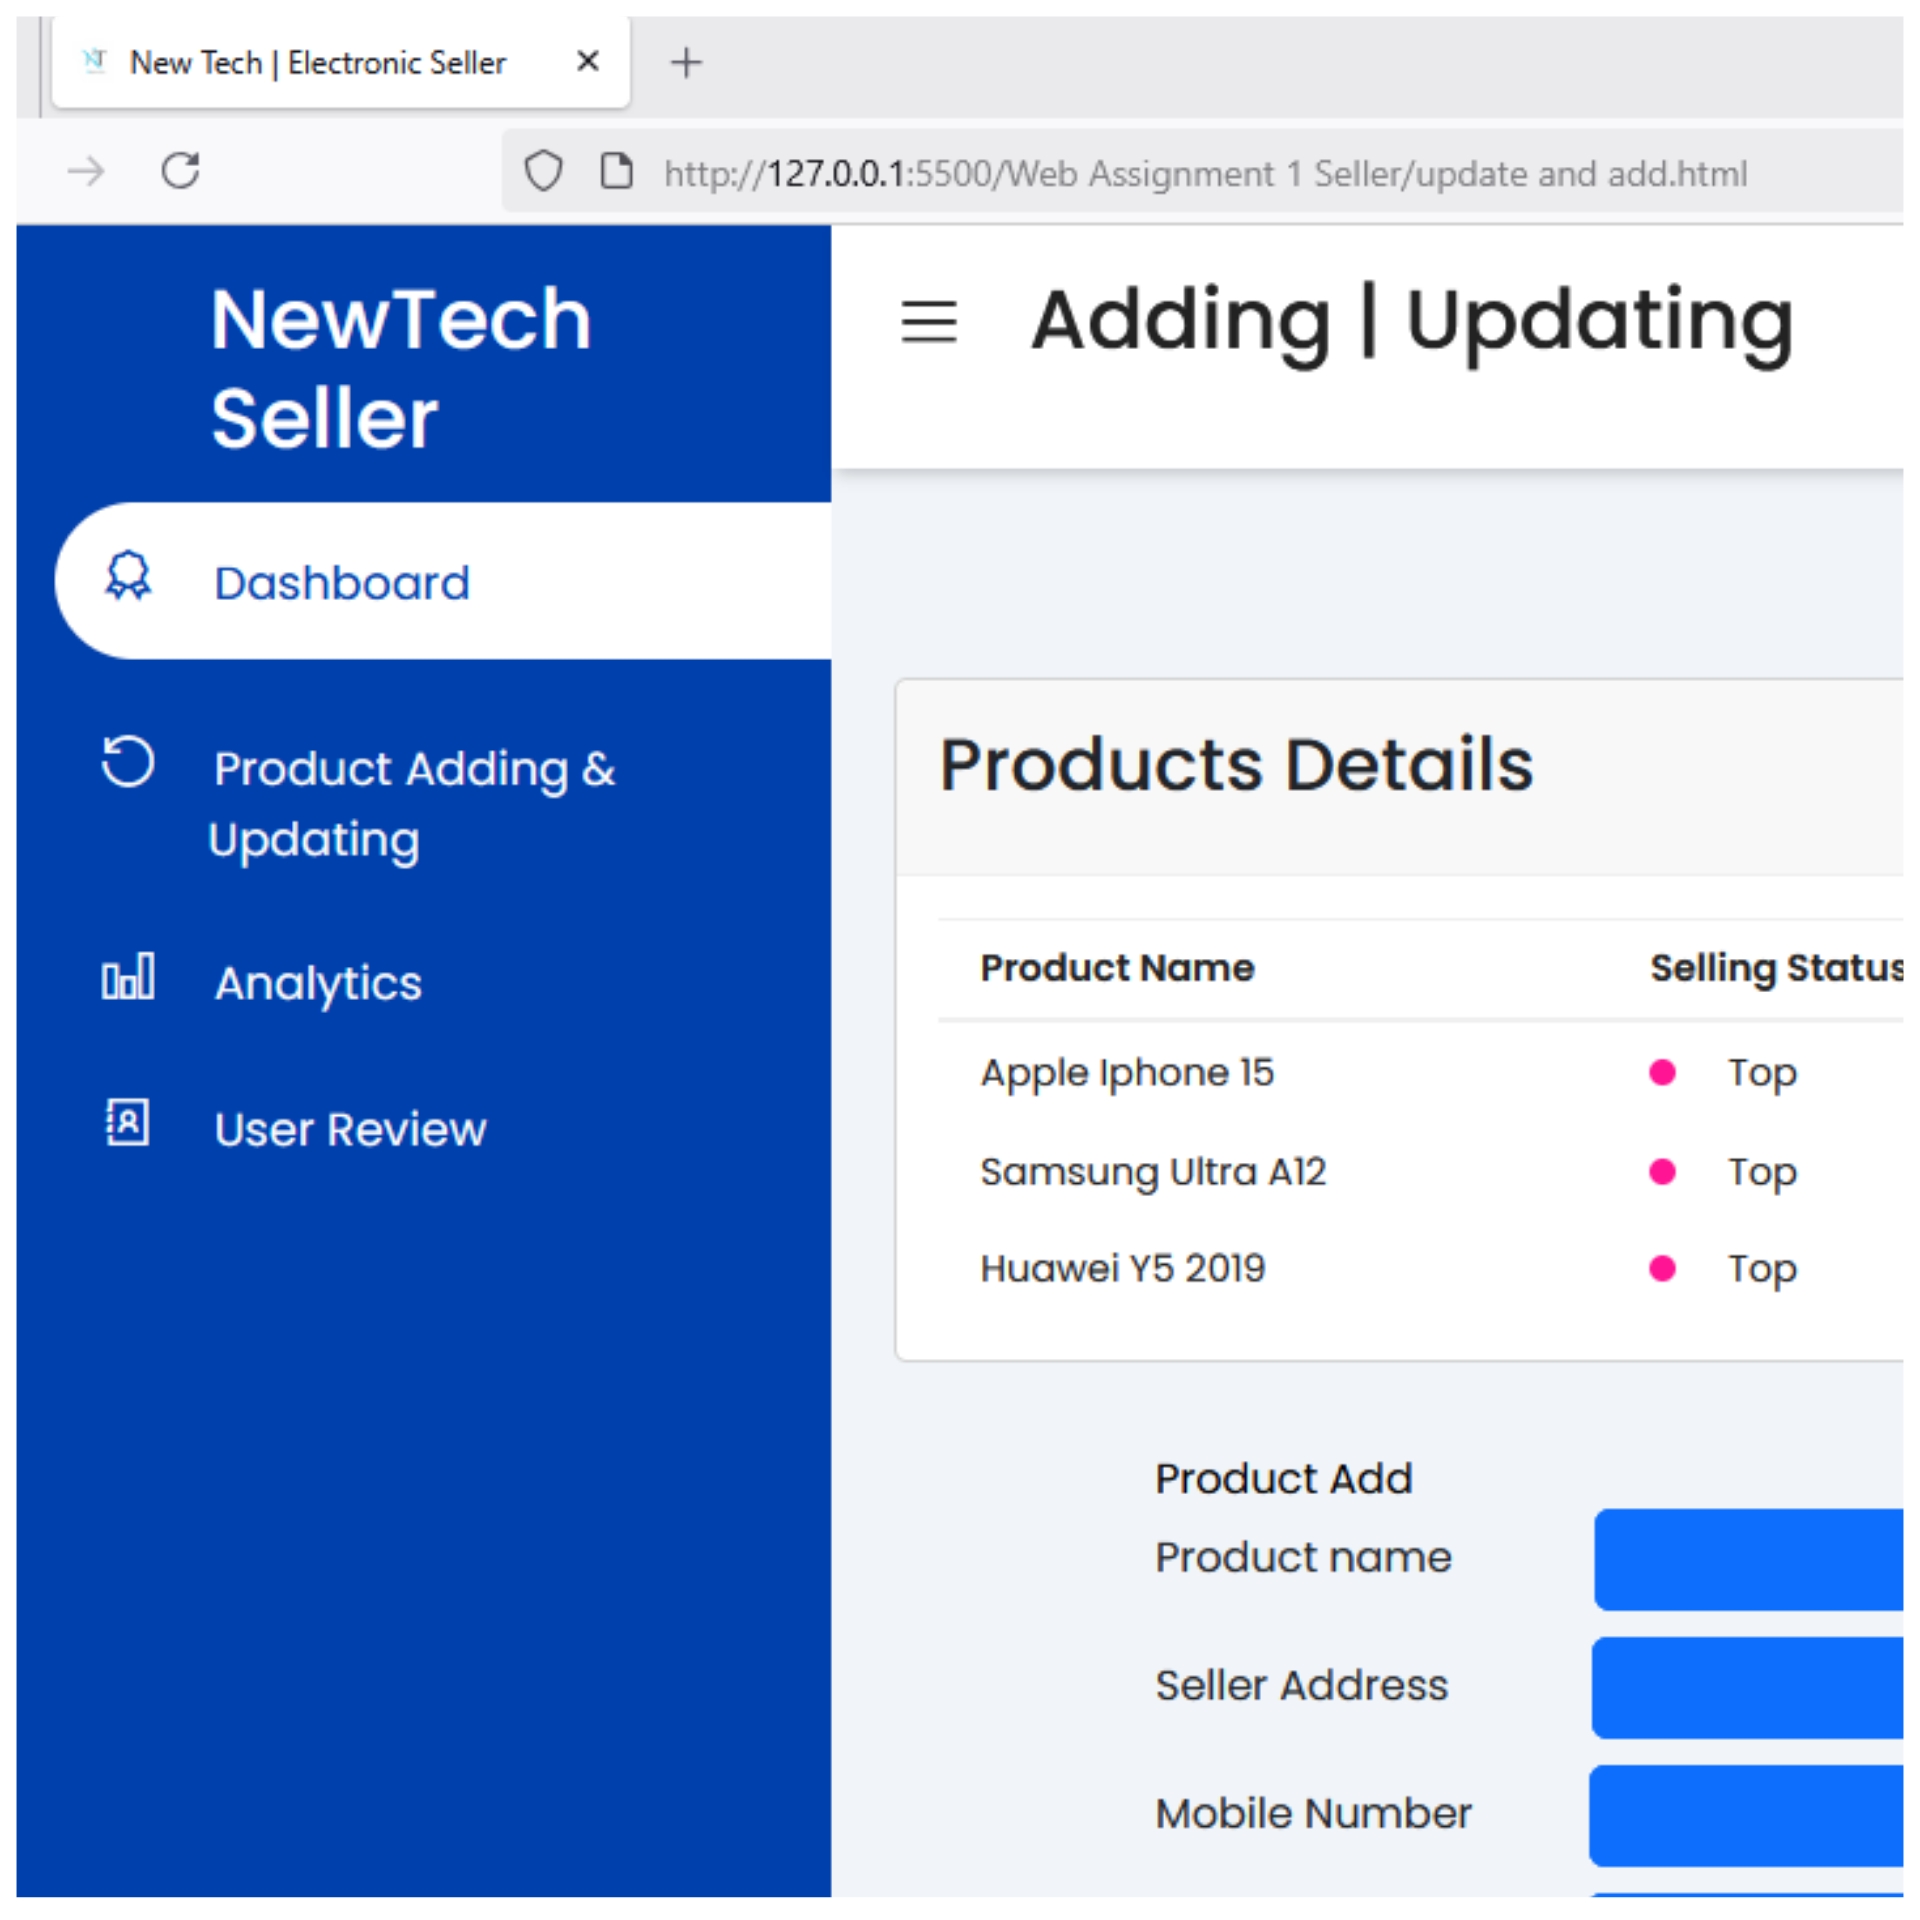 New Tech | Electronic Seller
http://127.0.0.1:5500/Web Assignment 1 Seller/update and add.html
NewTech
Seller
Dashboard
Product Adding &
Updating
Analytics
User Review
Adding | Updating
Products Details
Product Name Selling Status
Apple Iphone 15 Top
Samsung Ultra A12 Top
Huawei Y5 2019 Top
Product Add
Product name
Seller Address
Mobile Number